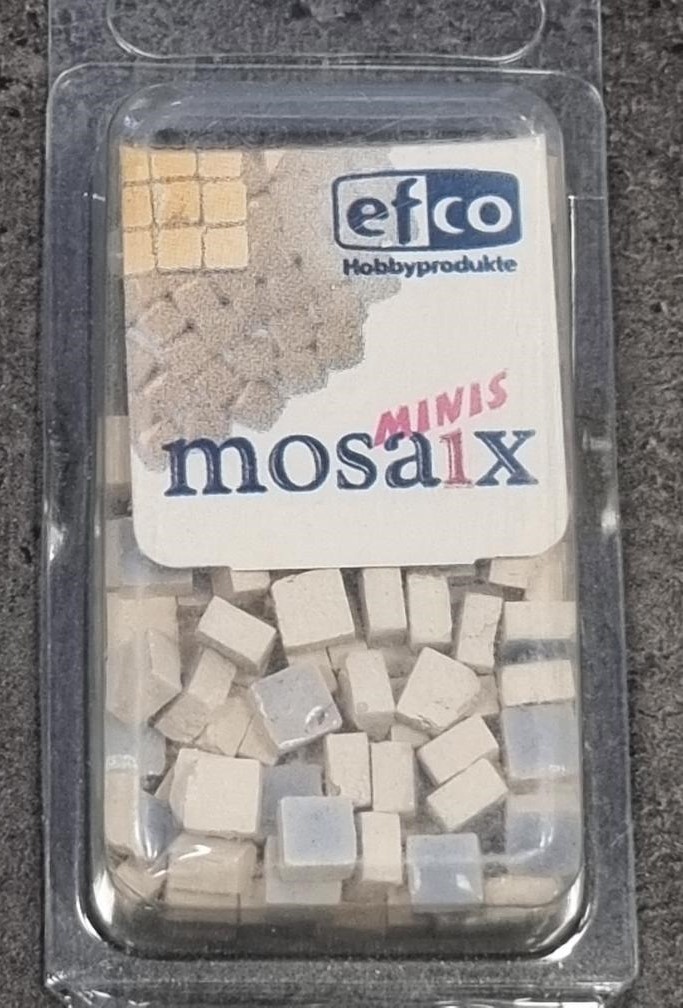 efco
Hobbyprodukte
MINIS
mosaix